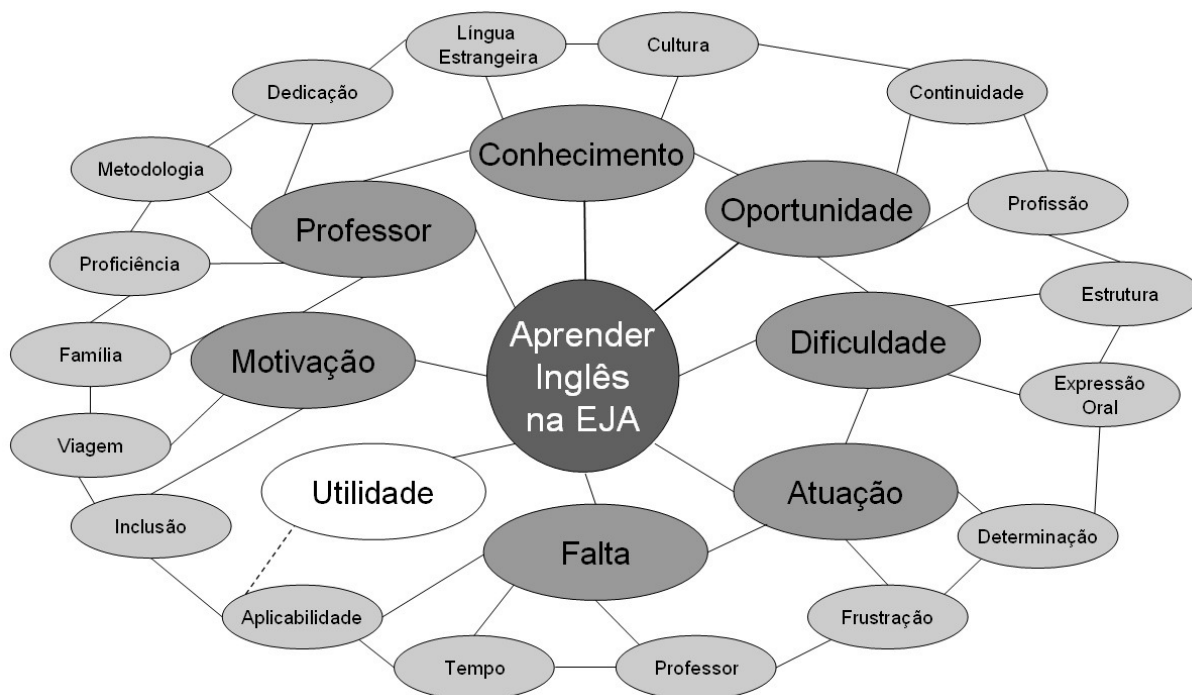 Língua
Estrangeira
Cultura
Dedicação
Continuidade
Conhecimento
Metodologia
Oportunidade
Profissão
Professor
Proficiência
Estrutura
Aprender
Inglês
na EJA
Dificuldade
Família
Motivação
Expressão
Oral
Viagem
Utilidade
Atuação
Inclusão
Determinação
Falta
Aplicabilidade
Frustração
Tempo
Professor